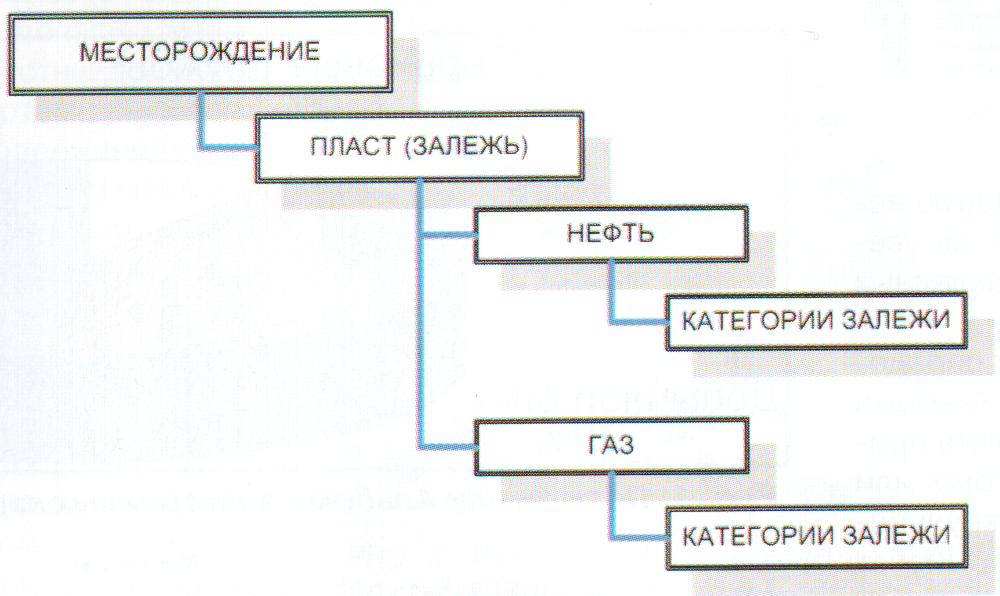 МЕСТОРОЖДЕНИЕ
ПЛАСТ (ЗАЛЕЖЬ)
НЕФТЬ
КАТЕГОРИИ ЗАЛЕЖИ
ГАЗ
КАТЕГОРИИ ЗАЛЕЖИ